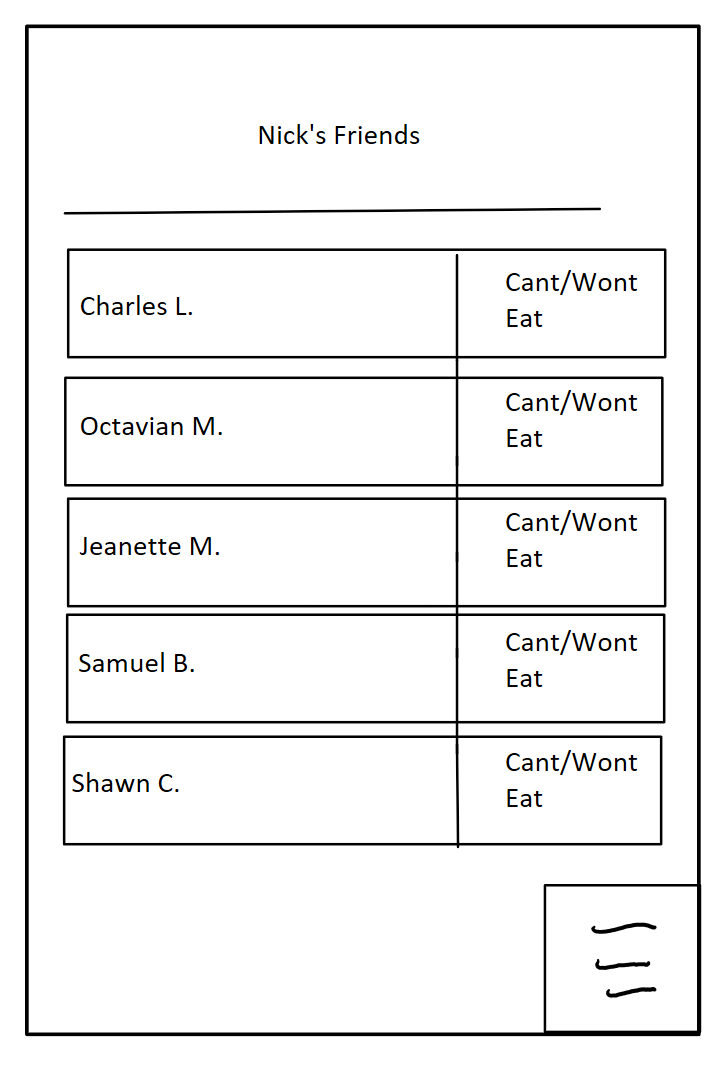 Nick's Friends
Charles L.
Cant/Wont
Eat
Octavian M.
Cant/Wont
Eat
Jeanette M.
Cant/Wont
Eat
Samuel B.
Cant/Wont
Eat
Shawn C.
Cant/Wont
Eat